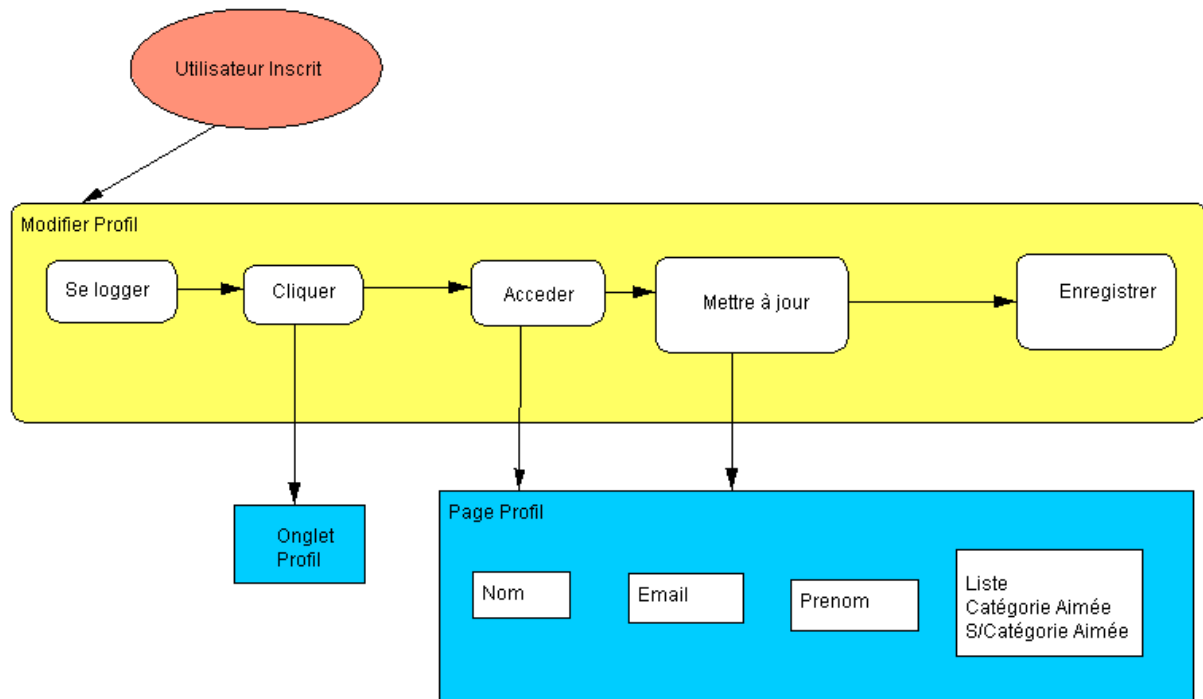 Utilisateur Inscrit
Modifier Profil
Se logger
Cliquer
Acceder
Mettre à jour
Enregistrer
Onglet
Profil
Page Profil
Nom
Email
Prenom
Liste
Catégorie Aimée
S/Catégorie Aimée